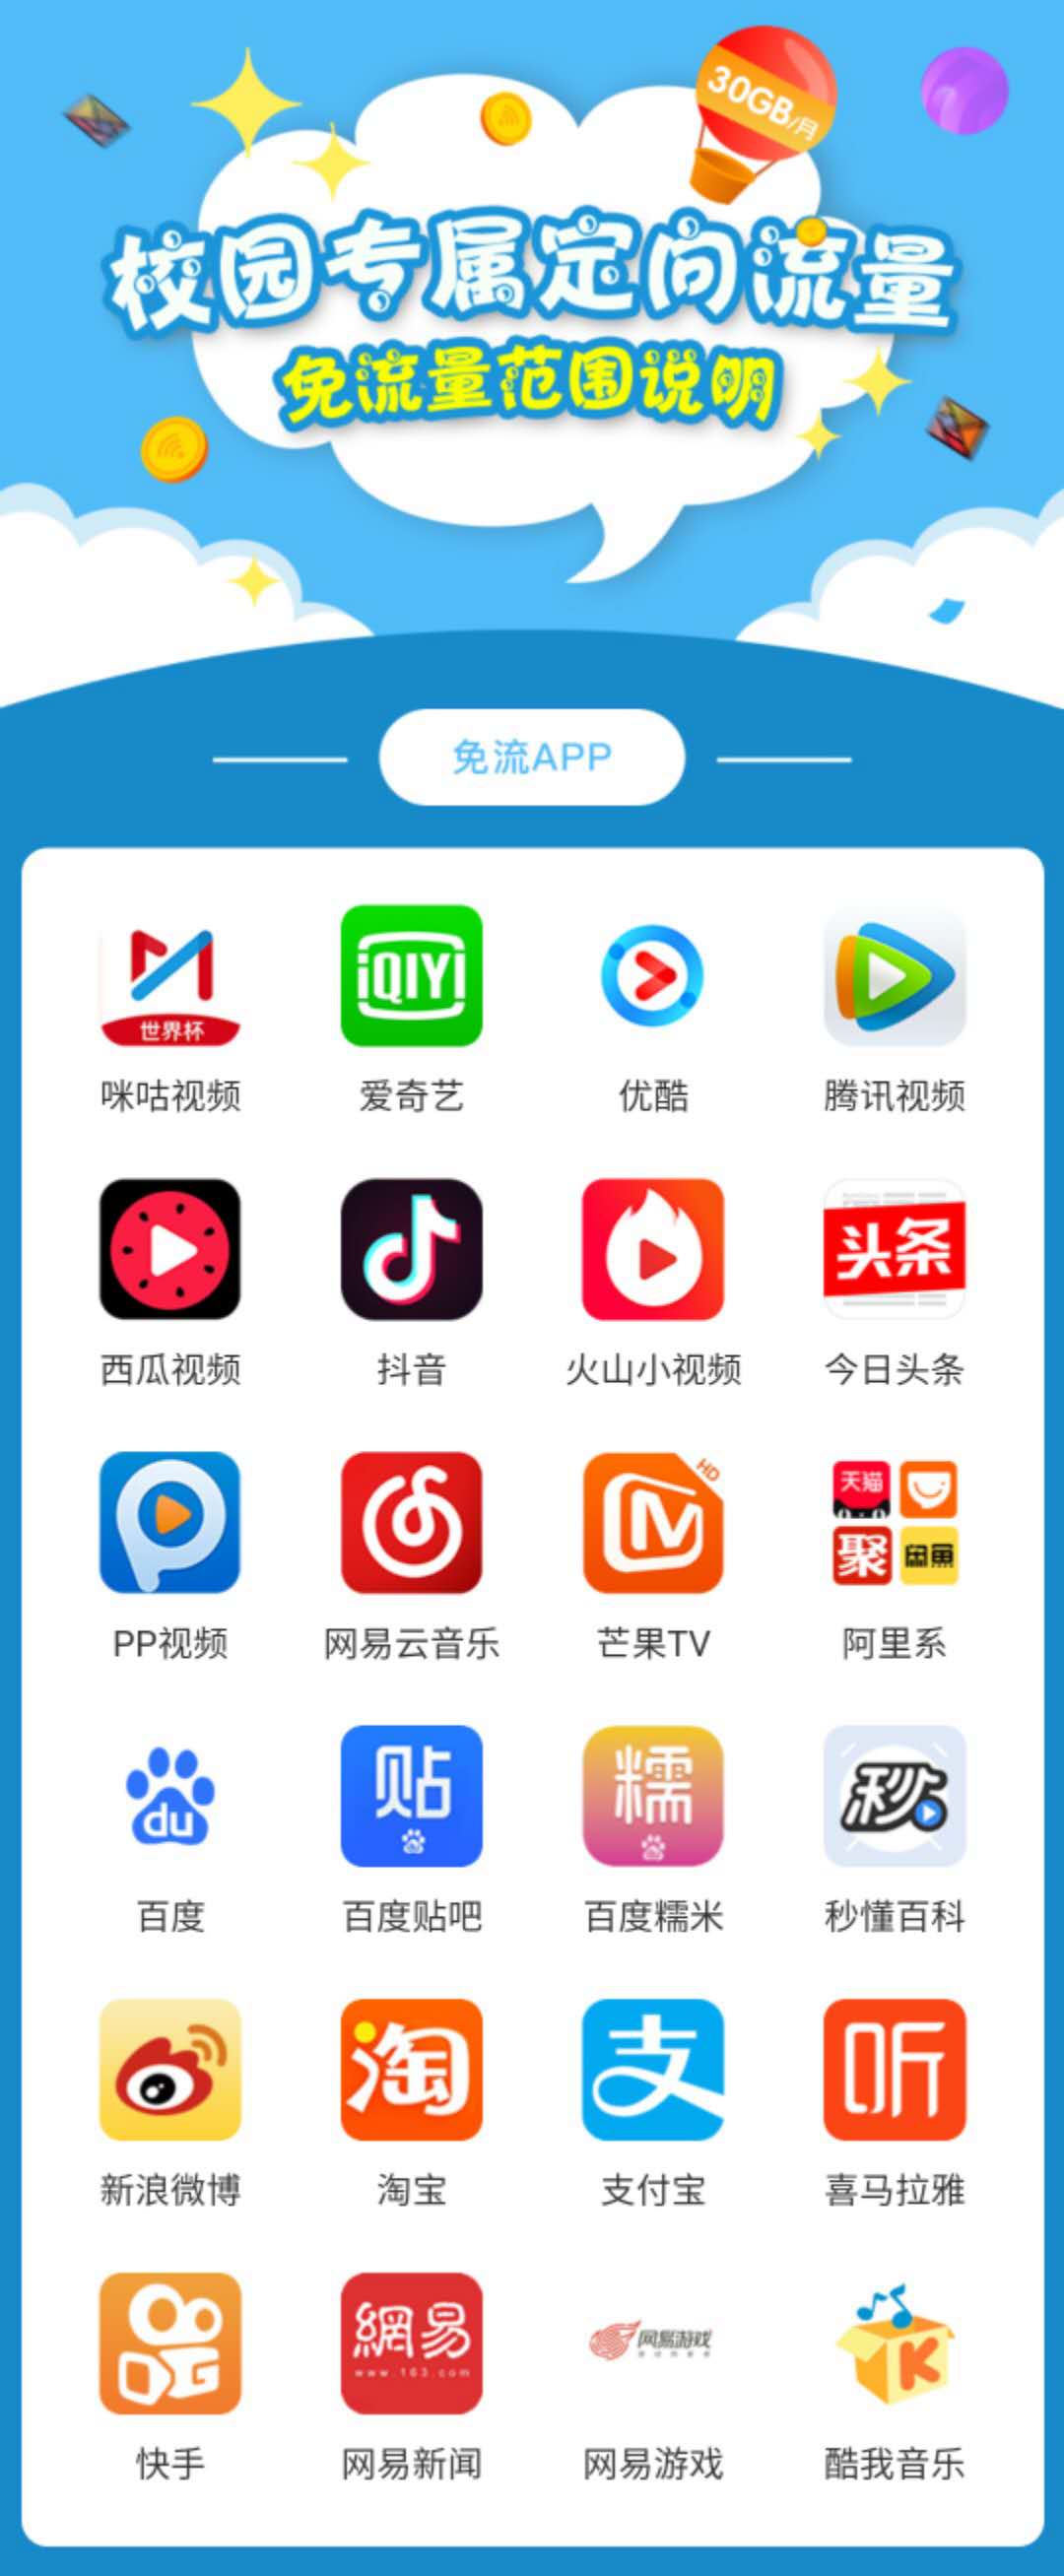 30GB/月
校园专属定向流量
免流量范围说明
免流APP
世界杯
iQIYI
咪咕视频 爱奇艺 优酷 腾讯视频
头条
西瓜视频 抖音 火山小视频 今日头条
HD
天猫
聚 闲鱼
PP视频 网易云音乐 芒果TV 阿里系
du 贴 糯 秒
百度 百度贴吧 百度糯米 秒懂百科
淘 支 听
新浪微博 淘宝 支付宝 喜马拉雅
網易 网易游戏 K
www.163.com
快手 网易新闻 网易游戏 酷我音乐